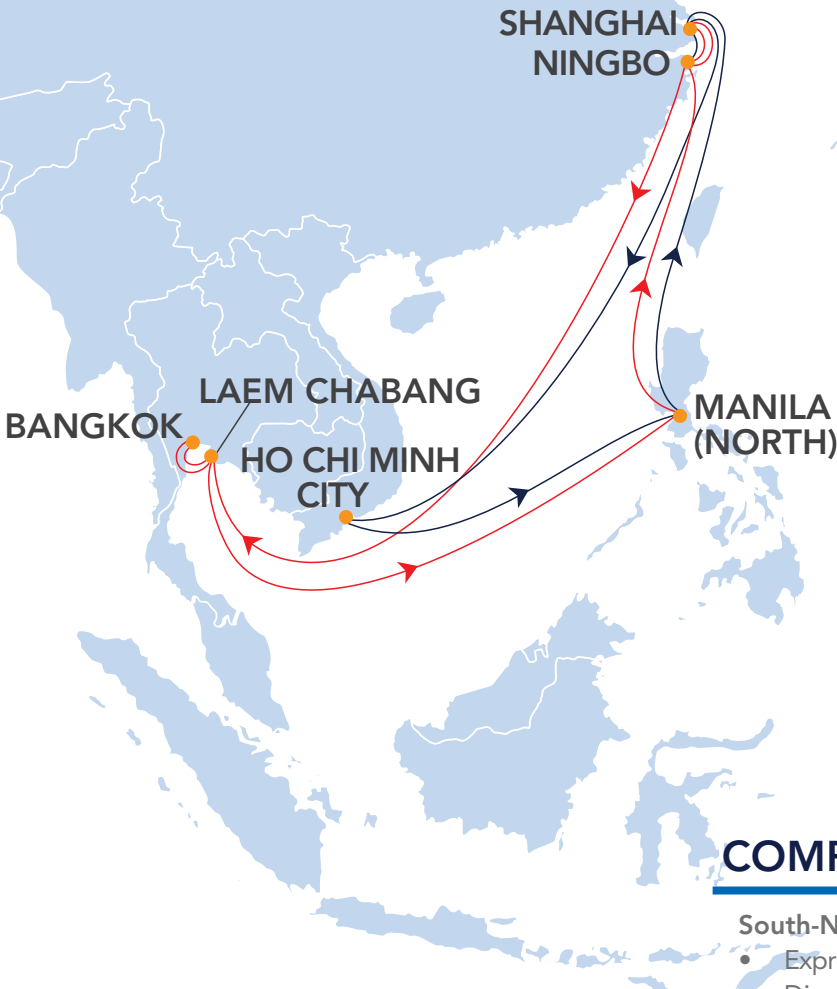 SHANGHAI
NINGBO
LAEM CHABANG
BANGKOK
HO CHI MINH
CITY
MANILA
(NORTH)